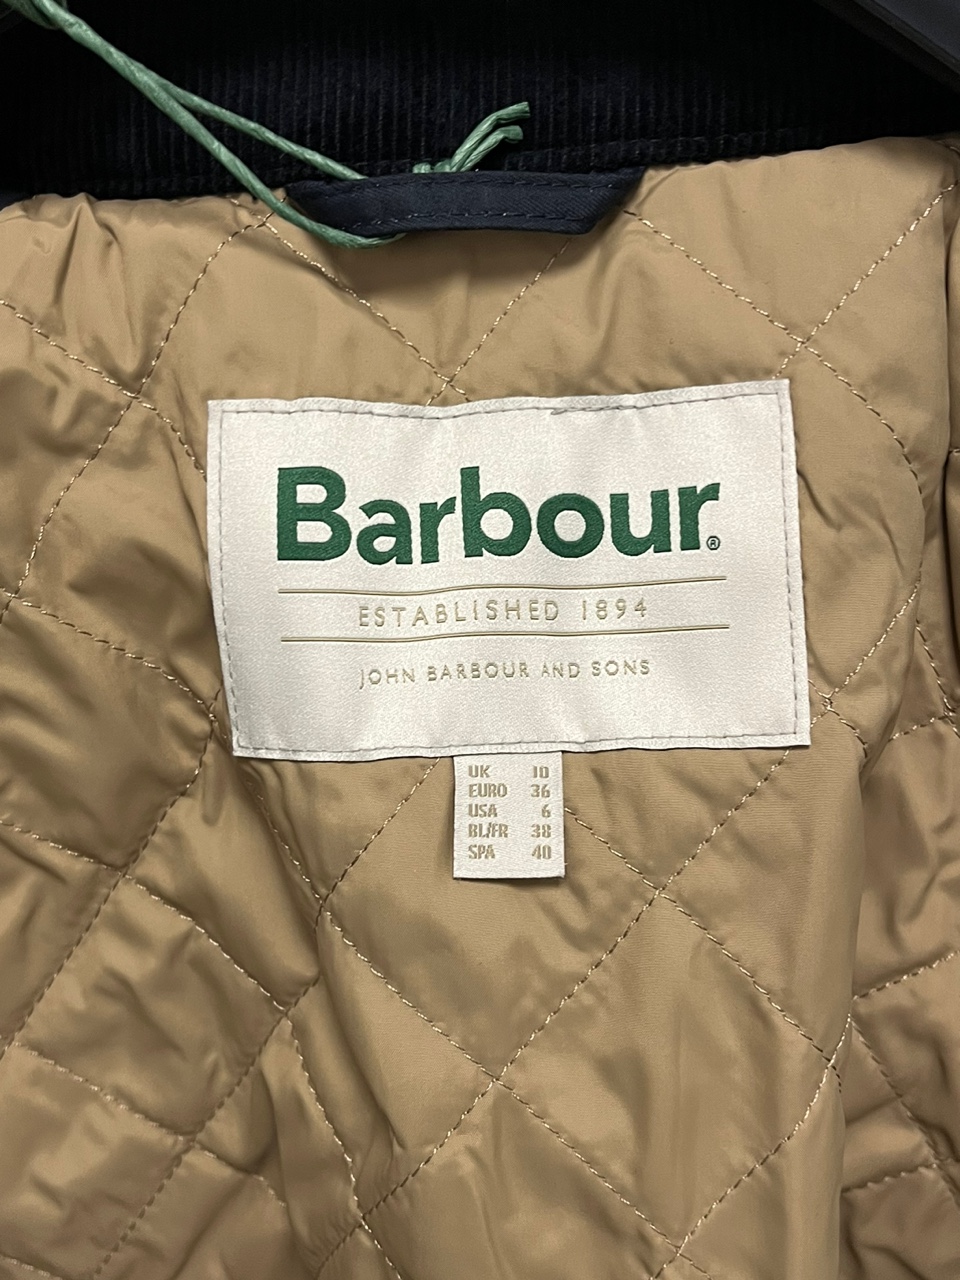 Barbour®
ESTABLISHED 1894
JOHN BARBOUR AND SONS
UK 10
EURO 36
USA 6
BL/FR 38
SPA 40